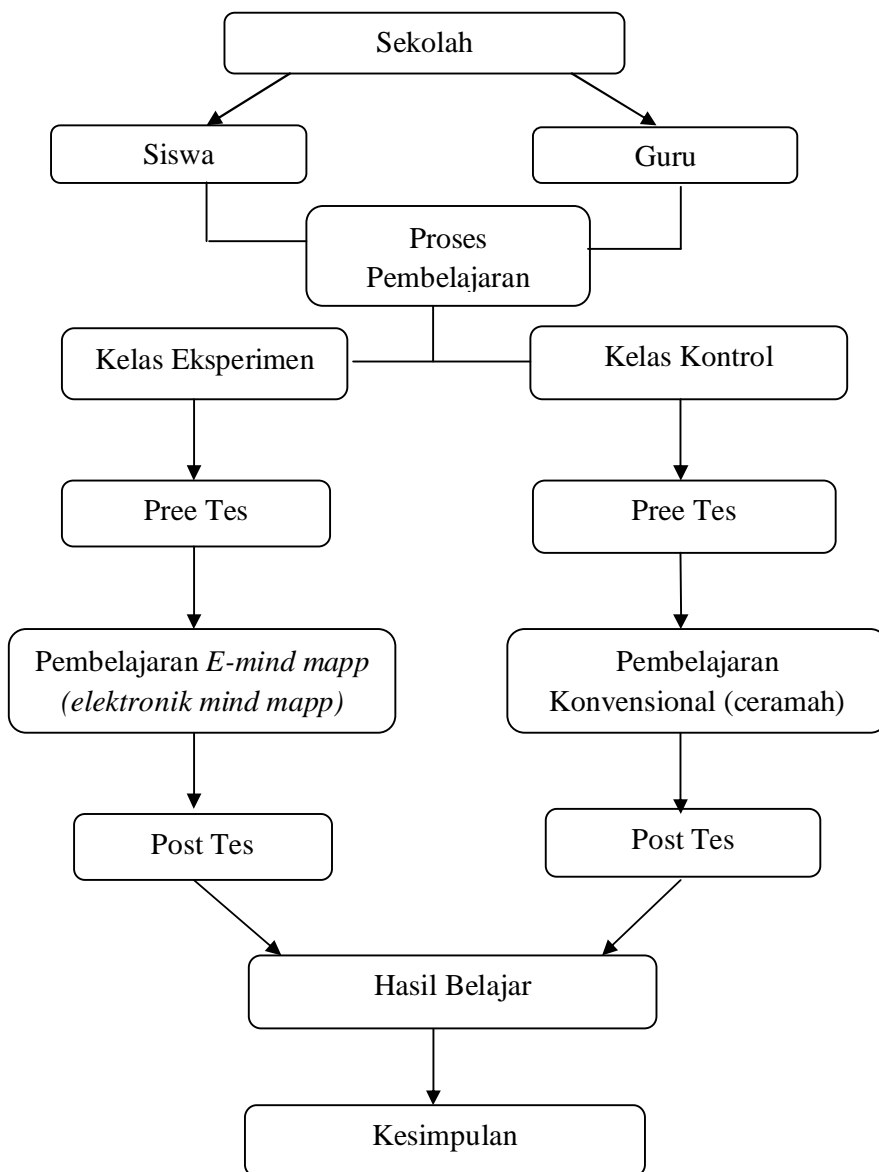 Sekolah
Siswa
Guru
Proses
Pembelajaran
Kelas Eksperimen
Kelas Kontrol
Pree Tes
Pree Tes
Pembelajaran E-mind mapp
(elektronik mind mapp)
Pembelajaran
Konvensional (ceramah)
Post Tes
Post Tes
Hasil Belajar
Kesimpulan